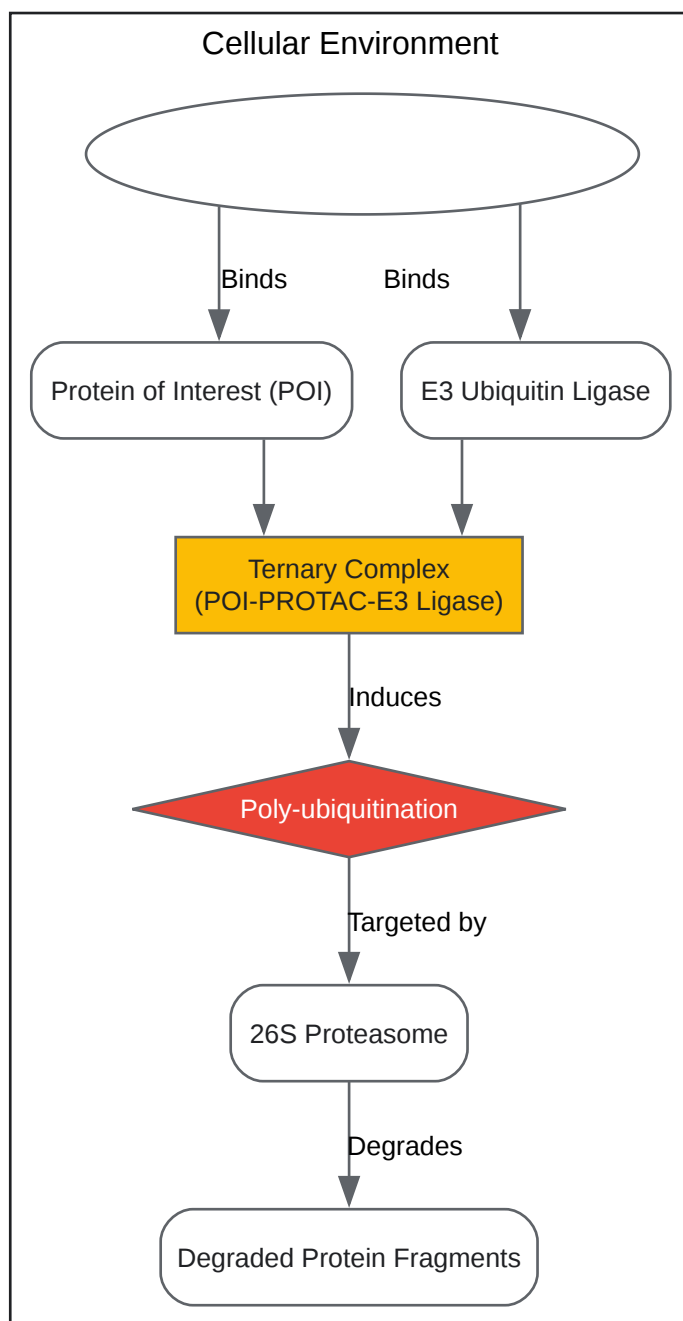 Cellular Environment
Binds
Binds
Protein of Interest (POI)
E3 Ubiquitin Ligase
Ternary Complex
(POI-PROTAC-E3 Ligase)
Induces
Poly-ubiquitination
Targeted by
26S Proteasome
Degrades
Degraded Protein Fragments